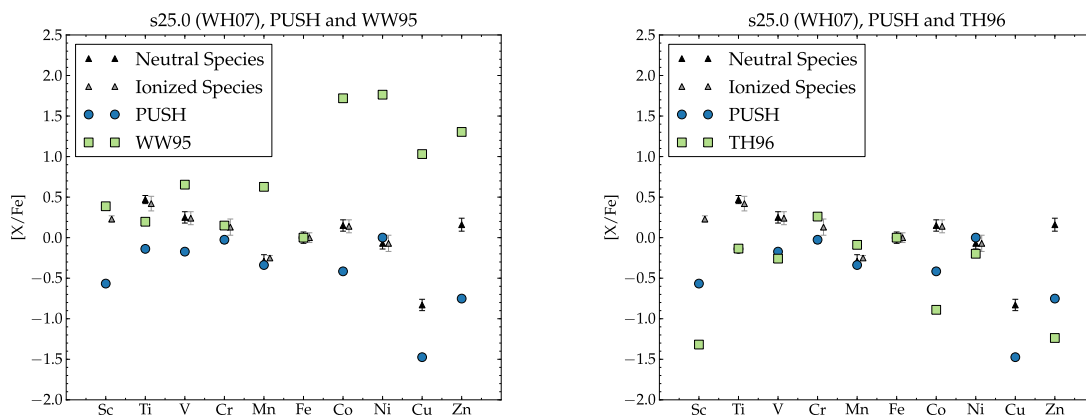 s25.0 (WH07), PUSH and WW95
2.5
2.0
1.5
1.0
0.5
0.0
−0.5
−1.0
−1.5
−2.0
[X/Fe]
Neutral Species
Ionized Species
PUSH
WW95
Sc Ti V Cr Mn Fe Co Ni Cu Zn
s25.0 (WH07), PUSH and TH96
2.5
2.0
1.5
1.0
0.5
0.0
−0.5
−1.0
−1.5
−2.0
[X/Fe]
Neutral Species
Ionized Species
PUSH
TH96
Sc Ti V Cr Mn Fe Co Ni Cu Zn